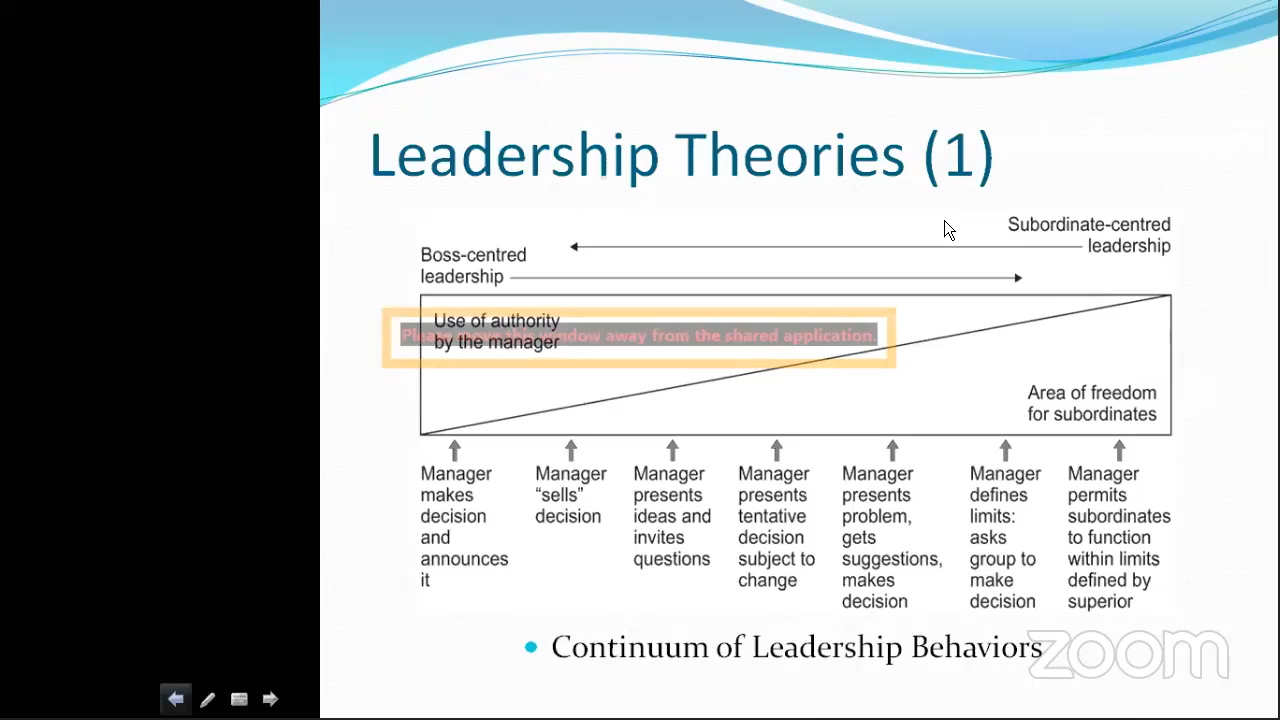 Leadership Theories (1)
Subordinate-centred
leadership
Boss-centred
leadership
Use of authority
by the manager
Please move this window away from the shared application.
Area of freedom
for subordinates
Manager
makes
decision
and
announces
it
Manager
“sells”
decision
Manager
presents
ideas and
invites
questions
Manager
presents
tentative
decision
subject to
change
Manager
presents
problem,
gets
suggestions,
makes
decision
Manager
defines
limits:
asks
group to
make
decision
Manager
permits
subordinates
to function
within limits
defined by
superior
• Continuum of Leadership Behaviors
zoom